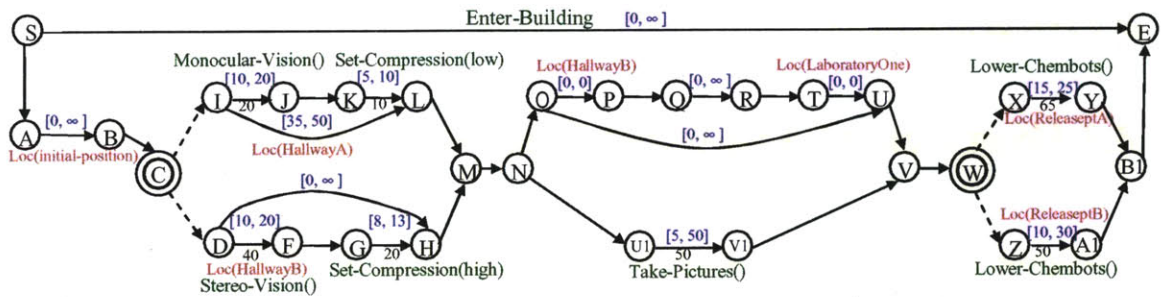 Enter-Building [0, ∞ ]
S E
Monocular-Vision() Set-Compression(low)
[10, 20] [5, 10]
I 20 J K 10 L
[35, 50]
Loc(HallwayA)
Loc(HallwayB) Loc(LaboratoryOne)
[0, 0] [0, ∞ ] [0, 0]
O P Q R T U
[0, ∞ ]
Lower-Chembots()
[15, 25]
X 65 Y
Loc(ReleaseptA)
[0, ∞ ]
A B
Loc(initial-position)
C M N V W B1
[0, ∞ ]
[10, 20] [8, 13]
D 40 F G 20 H
Loc(HallwayB) Set-Compression(high)
Stereo-Vision()
[5, 50]
U1 50 V1
Take-Pictures()
Loc(ReleaseptB)
[10, 30]
Z 50 A1
Lower-Chembots()